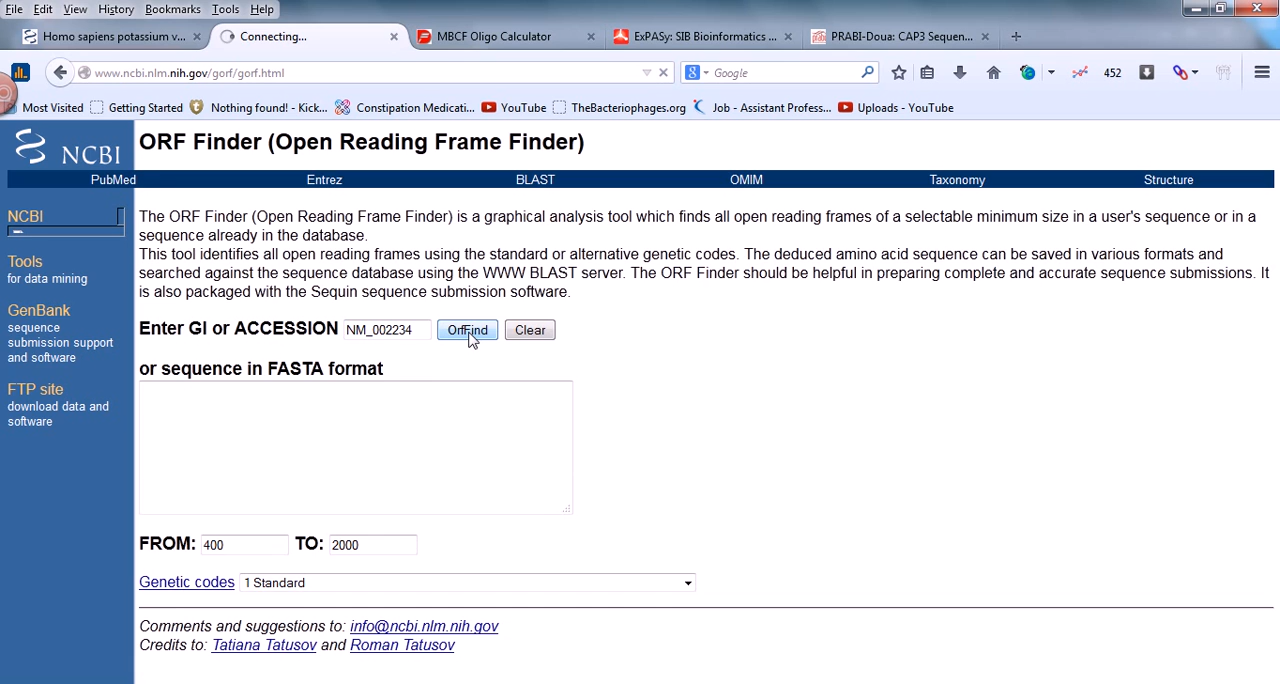 File Edit View History Bookmarks Tools Help
Homo sapiens potassium v... × Connecting... × MBCF Oligo Calculator × ExPASy: SIB Bioinformatics ... × PRABI-Doua: CAP3 Sequen... × +
www.ncbi.nlm.nih.gov/gorf/gorf.html Google 452
Most Visited Getting Started Nothing found! - Kick... Constipation Medicati... YouTube TheBacteriophages.org Job - Assistant Profess... Uploads - YouTube
NCBI
ORF Finder (Open Reading Frame Finder)
PubMed Entrez BLAST OMIM Taxonomy Structure
NCBI
Tools
for data mining
GenBank
sequence
submission support
and software
FTP site
download data and
software
The ORF Finder (Open Reading Frame Finder) is a graphical analysis tool which finds all open reading frames of a selectable minimum size in a user's sequence or in a
sequence already in the database.
This tool identifies all open reading frames using the standard or alternative genetic codes. The deduced amino acid sequence can be saved in various formats and
searched against the sequence database using the WWW BLAST server. The ORF Finder should be helpful in preparing complete and accurate sequence submissions. It
is also packaged with the Sequin sequence submission software.
Enter GI or ACCESSION NM_002234 OrfFind Clear
or sequence in FASTA format
FROM: 400 TO: 2000
Genetic codes 1 Standard
Comments and suggestions to: info@ncbi.nlm.nih.gov
Credits to: Tatiana Tatusov and Roman Tatusov